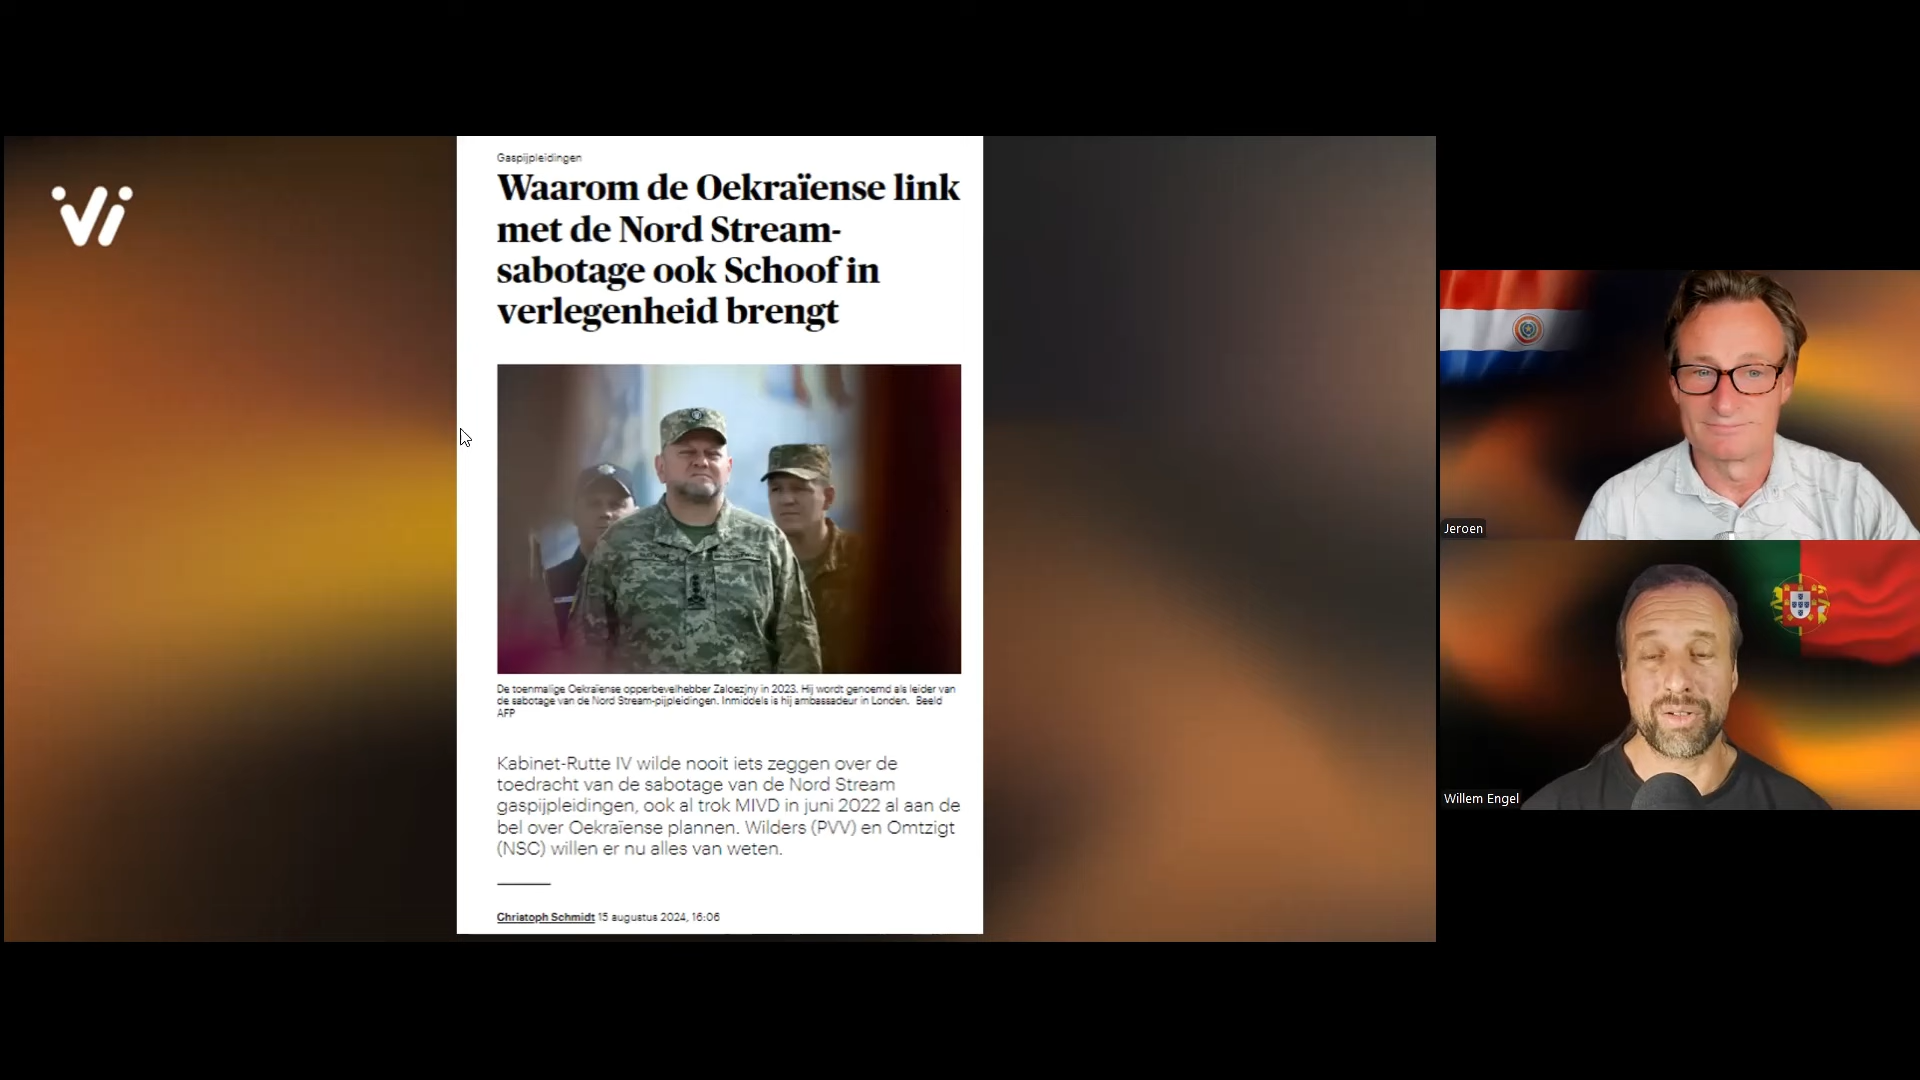 Gaspijpleidingen
Waarom de Oekraïense link
met de Nord Stream-
sabotage ook Schoof in
verlegenheid brengt
De toenmalige Oekraïense opperbevelhebber Zaloezjny in 2023. Hij wordt genoemd als leider van
de sabotage van de Nord Stream-pijpleidingen. Inmiddels is hij ambassadeur in Londen. Beeld
AFP
Kabinet-Rutte IV wilde nooit iets zeggen over de
toedracht van de sabotage van de Nord Stream
gaspijpleidingen, ook al trok MIVD in juni 2022 al aan de
bel over Oekraïense plannen. Wilders (PVV) en Omtzigt
(NSC) willen er nu alles van weten.
Christoph Schmidt 15 augustus 2024, 16:06
Jeroen
Willem Engel